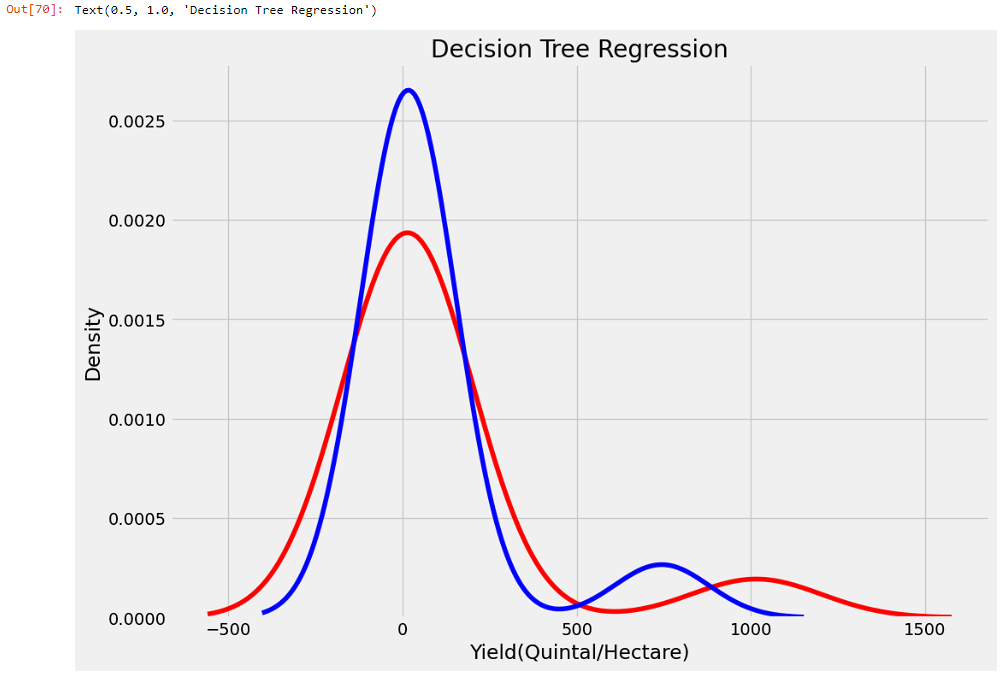 Out[70]: Text(0.5, 1.0, 'Decision Tree Regression')
Decision Tree Regression
0.0025
0.0020
0.0015
0.0010
0.0005
0.0000
Density
−500 0 500 1000 1500
Yield(Quintal/Hectare)